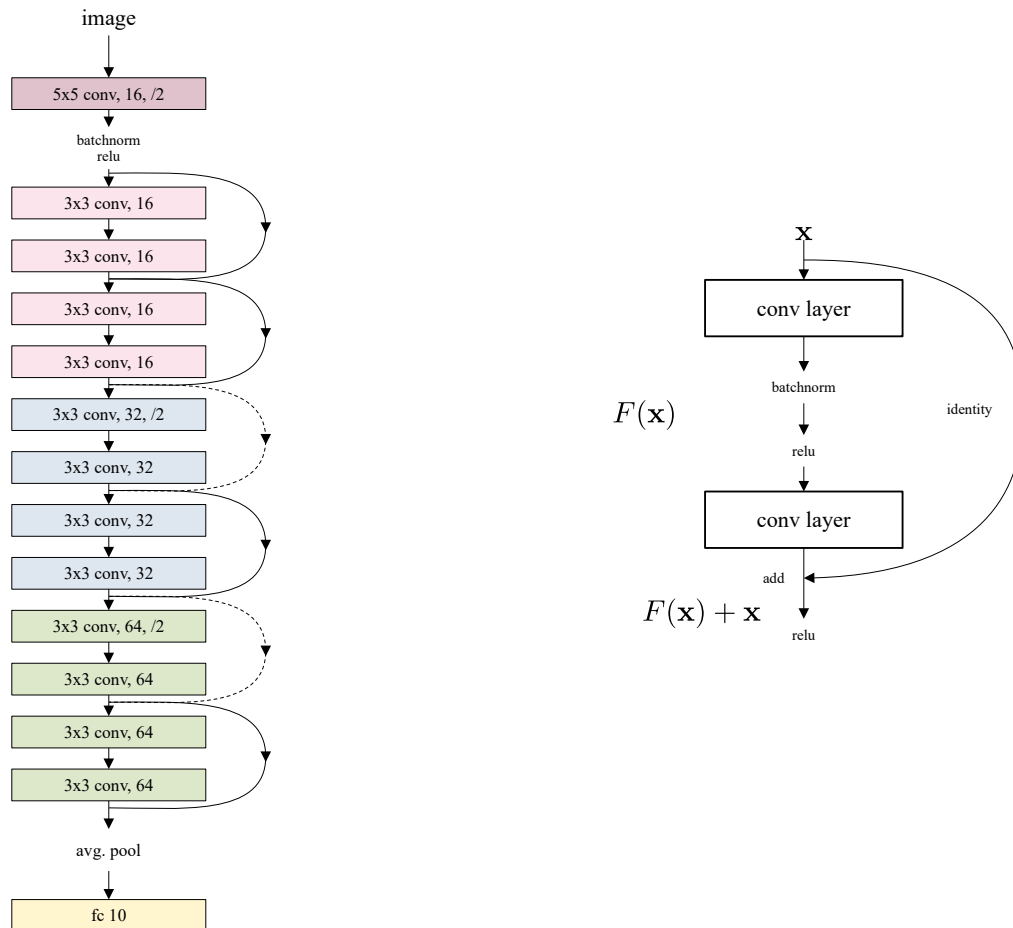 image
5x5 conv, 16, /2
batchnorm
relu
3x3 conv, 16
3x3 conv, 16
3x3 conv, 16
3x3 conv, 16
3x3 conv, 32, /2
3x3 conv, 32
3x3 conv, 32
3x3 conv, 32
3x3 conv, 64, /2
3x3 conv, 64
3x3 conv, 64
3x3 conv, 64
avg. pool
fc 10
x
conv layer
batchnorm
F(x)
identity
relu
conv layer
add
F(x) + x
relu